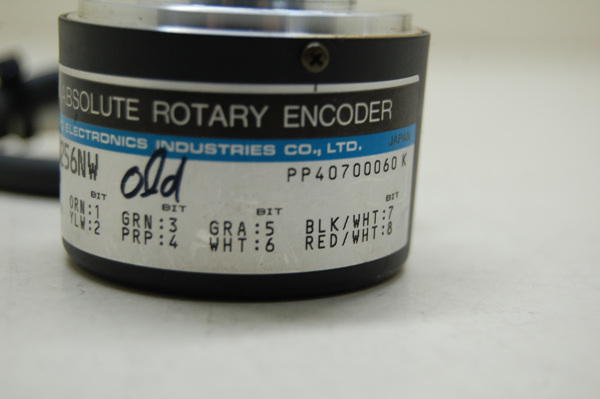 ABSOLUTE ROTARY ENCODER
ELECTRONICS INDUSTRIES CO., LTD. JAPAN
256NW old PP40700060K
BIT BIT BIT BIT
ORN:1 GRN:3 GRA:5 BLK/WHT:7
YLW:2 PRP:4 WHT:6 RED/WHT:8